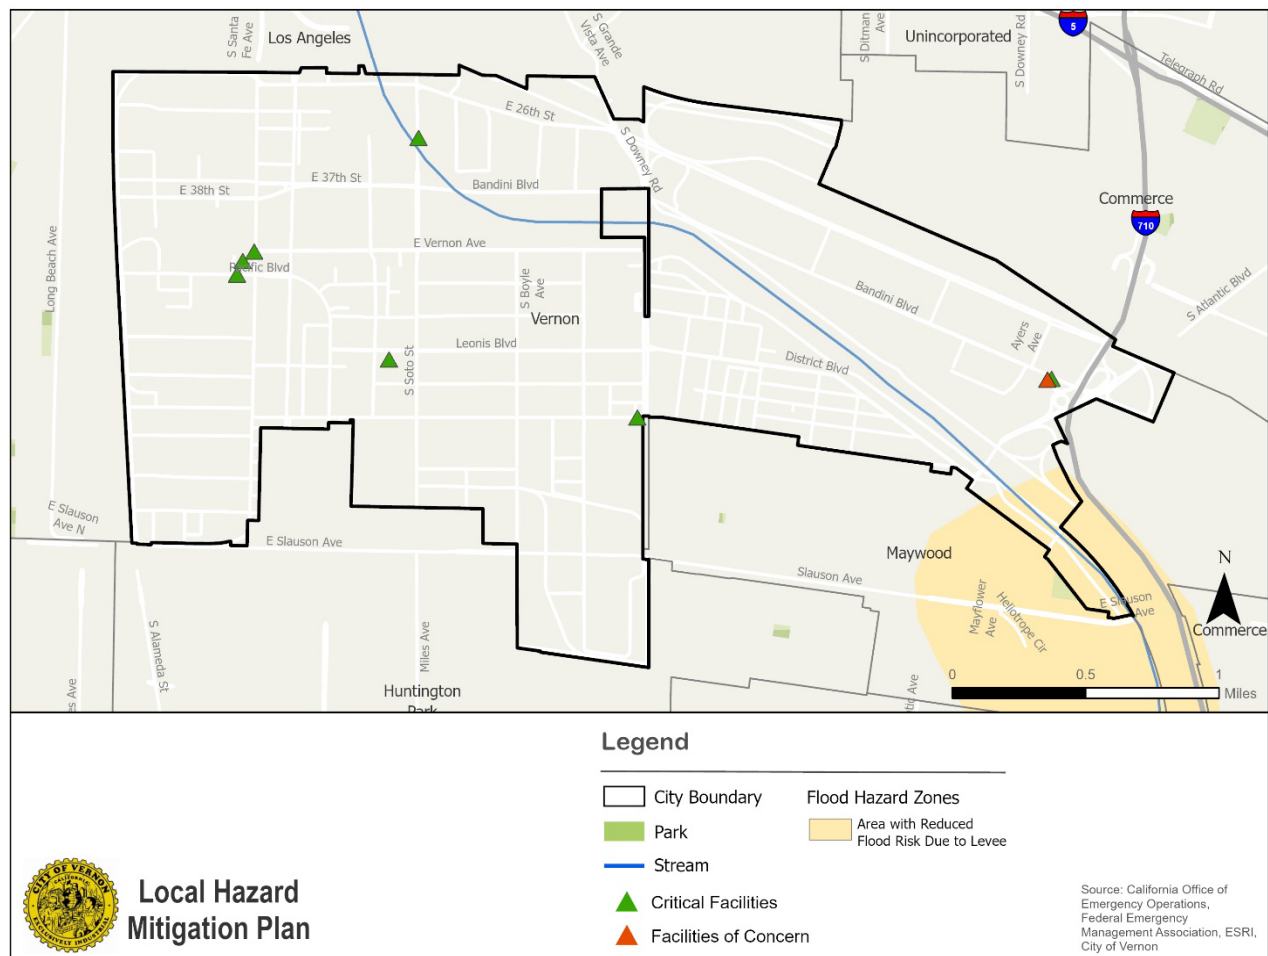 S Santa
Fe Ave
Los Angeles
S Grande
Vista Ave
S Ditman
Ave
Unincorporated
S Downey Rd
5
Telegraph Rd
E 26th St
S Downey Rd
E 37th St
E 38th St
Bandini Blvd
Commerce
710
Long Beach Ave
E Vernon Ave
Pacific Blvd
S Boyle
Ave
Vernon
Bandini Blvd
S Atlantic Blvd
Ayers
Ave
S Soto St
Leonis Blvd
District Blvd
E Slauson
Ave N
E Slauson Ave
Maywood
Slauson Ave
Mayflower
Ave
Heliotrope Cir
E Slauson
Ave
N
Commerce
S Alameda St
Miles Ave
es Ave
Huntington
Park
tic Ave
0
0.5
1
Miles
Legend
City Boundary
Park
Stream
Critical Facilities
Facilities of Concern
Flood Hazard Zones
Area with Reduced
Flood Risk Due to Levee
CITY OF VERNON
CALIFORNIA
EXCLUSIVELY INDUSTRIAL
Local Hazard
Mitigation Plan
Source: California Office of
Emergency Operations,
Federal Emergency
Management Association, ESRI,
City of Vernon